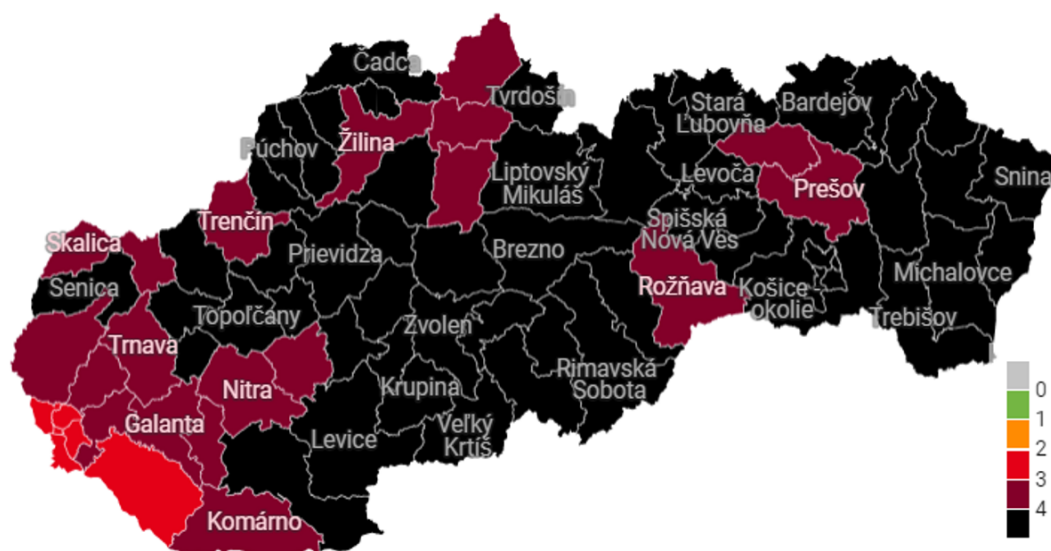 Čadca
Tvrdošín
Stará
Ľubovňa
Bardejov
Púchov
Žilina
Liptovský
Mikuláš
Levoča
Prešov
Snina
Trenčín
Skalica
Prievidza
Brezno
Spišská
Nová Ves
Senica
Topoľčany
Zvolen
Rožňava
Košice -
okolie
Michalovce
Trebišov
Trnava
Nitra
Krupina
Rimavská
Sobota
Galanta
Levice
Veľký
Krtíš
Komárno
0
1
2
3
4